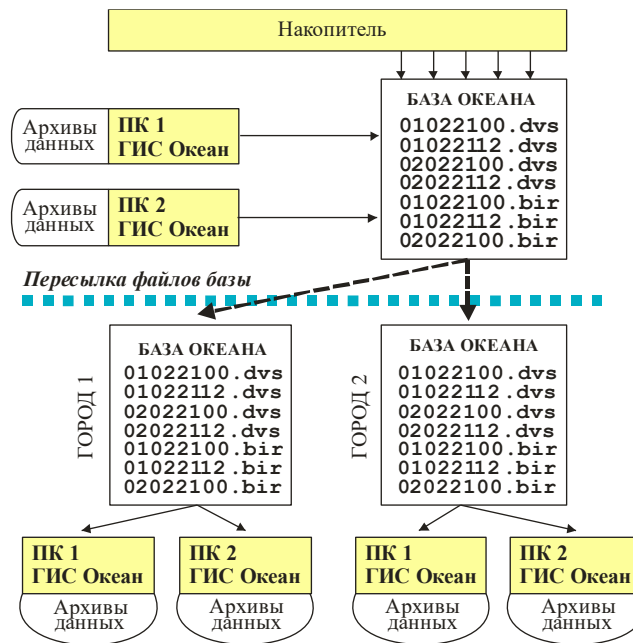 Накопитель
БАЗА ОКЕАНА
01022100.dvs
01022112.dvs
02022100.dvs
02022112.dvs
01022100.bir
01022112.bir
02022100.bir
Архивы
данных
ПК 1
ГИС Океан
Архивы
данных
ПК 2
ГИС Океан
Пересылка файлов базы
ГОРОД 1
БАЗА ОКЕАНА
01022100.dvs
01022112.dvs
02022100.dvs
02022112.dvs
01022100.bir
01022112.bir
02022100.bir
ГОРОД 2
БАЗА ОКЕАНА
01022100.dvs
01022112.dvs
02022100.dvs
02022112.dvs
01022100.bir
01022112.bir
02022100.bir
ПК 1
ГИС Океан
Архивы
данных
ПК 2
ГИС Океан
Архивы
данных
ПК 1
ГИС Океан
Архивы
данных
ПК 2
ГИС Океан
Архивы
данных